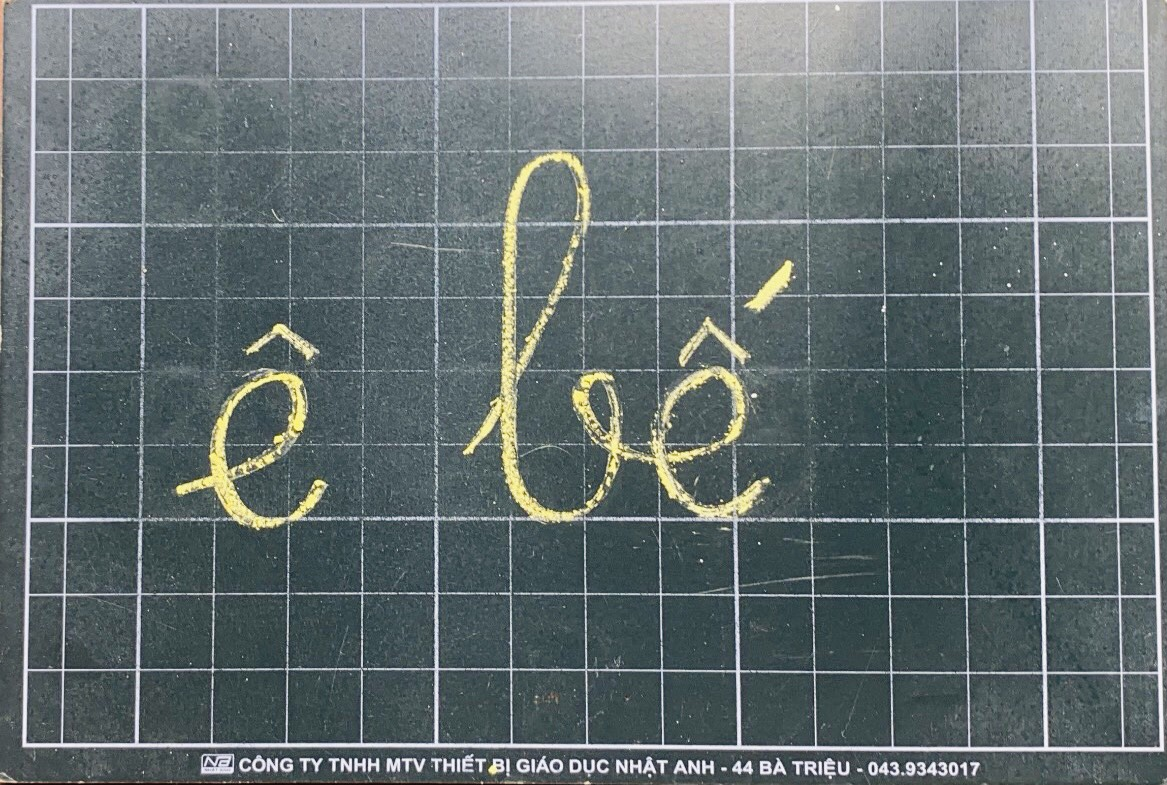 ê bế
CÔNG TY TNHH MTV THIẾT BỊ GIÁO DỤC NHẬT ANH - 44 BÀ TRIỆU - 043.9343017